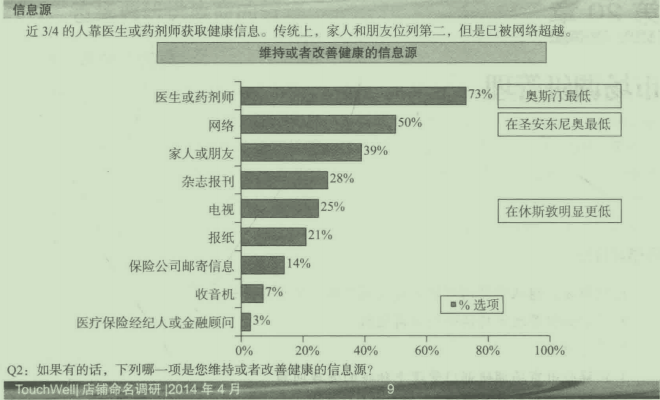 信息源
近 3/4 的人靠医生或药剂师获取健康信息。传统上，家人和朋友位列第二，但是已被网络超越。
维持或者改善健康的信息源
医生或药剂师 73% 奥斯汀最低
网络 50% 在圣安东尼奥最低
家人或朋友 39%
杂志报刊 28%
电视 25% 在休斯敦明显更低
报纸 21%
保险公司邮寄信息 14%
收音机 7%
■% 选项
医疗保险经纪人或金融顾问 3%
0% 20% 40% 60% 80% 100%
Q2：如果有的话，下列哪一项是您维持或者改善健康的信息源？
TouchWell| 店铺命名调研 |2014 年 4 月 9